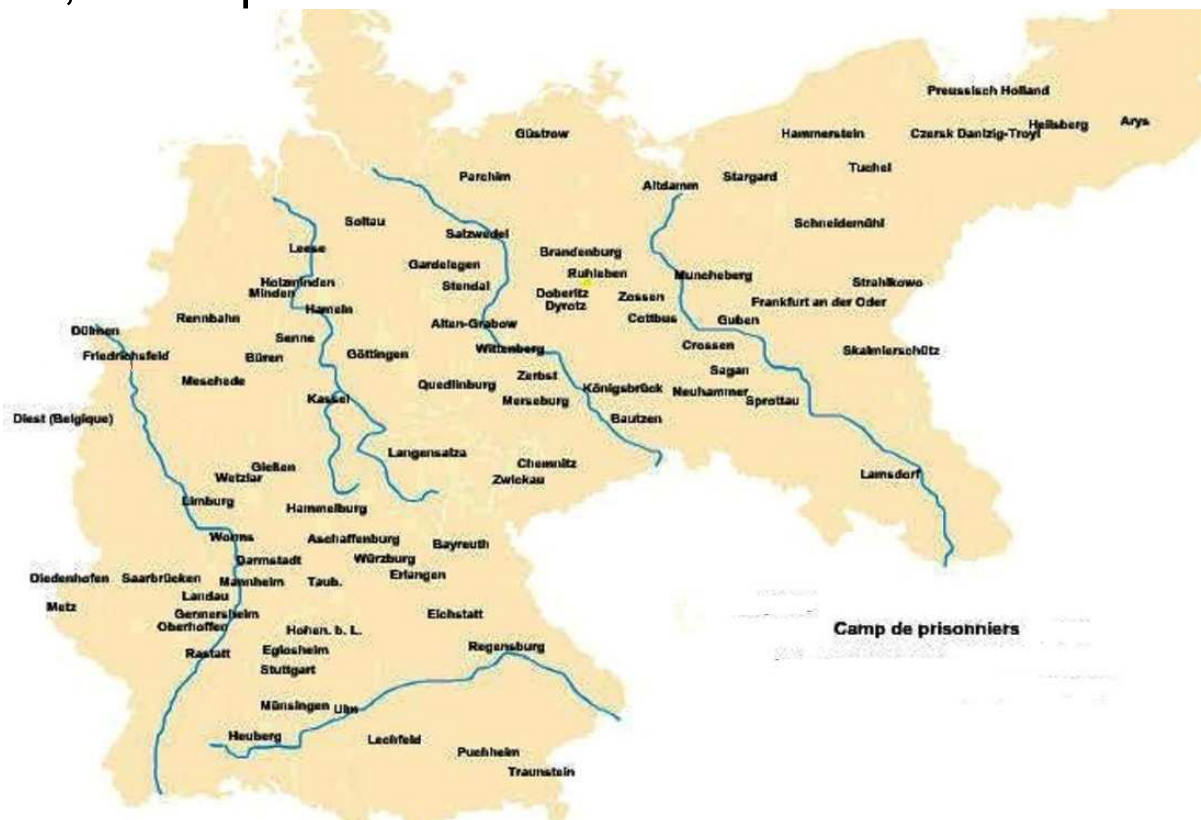 Preussisch Holland
Güstrow
Hammerstein
Czersk Danizig-Troyl
Heilsberg
Arys
Parchim
Altdamm
Stargard
Tuchel
Soltau
Salzwedel
Schneidemühl
Leese
Gardelegen
Brandenburg
Holzminden
Minden
Stendal
Ruhleben
Muncheberg
Strahlkowo
Doberitz
Dyrotz
Zossen
Frankfurt an der Oder
Rennbahn
Hameln
Alten-Grabow
Cottbus
Guben
Dülmen
Senne
Friedrichsfeld
Büren
Göttingen
Wittenberg
Crossen
Skalmierschütz
Meschede
Quedlinburg
Zerbst
Königsbrück
Sagan
Kassel
Merseburg
Neuhammer
Sprottau
Diest (Belgique)
Bautzen
Langensalza
Chemnitz
Gießen
Wetzlar
Zwickau
Lamsdorf
Limburg
Hammelburg
Worms
Aschaffenburg
Bayreuth
Darmstadt
Würzburg
Diedenhofen
Saarbrücken
Mannheim
Taub.
Erlangen
Metz
Landau
Germersheim
Eichstatt
Oberhoffen
Hohen. b. L.
Camp de prisonniers
Rastatt
Eglosheim
Regensburg
Stuttgart
Münsingen
Ulm
Heuberg
Lechfeld
Puchheim
Traunstein